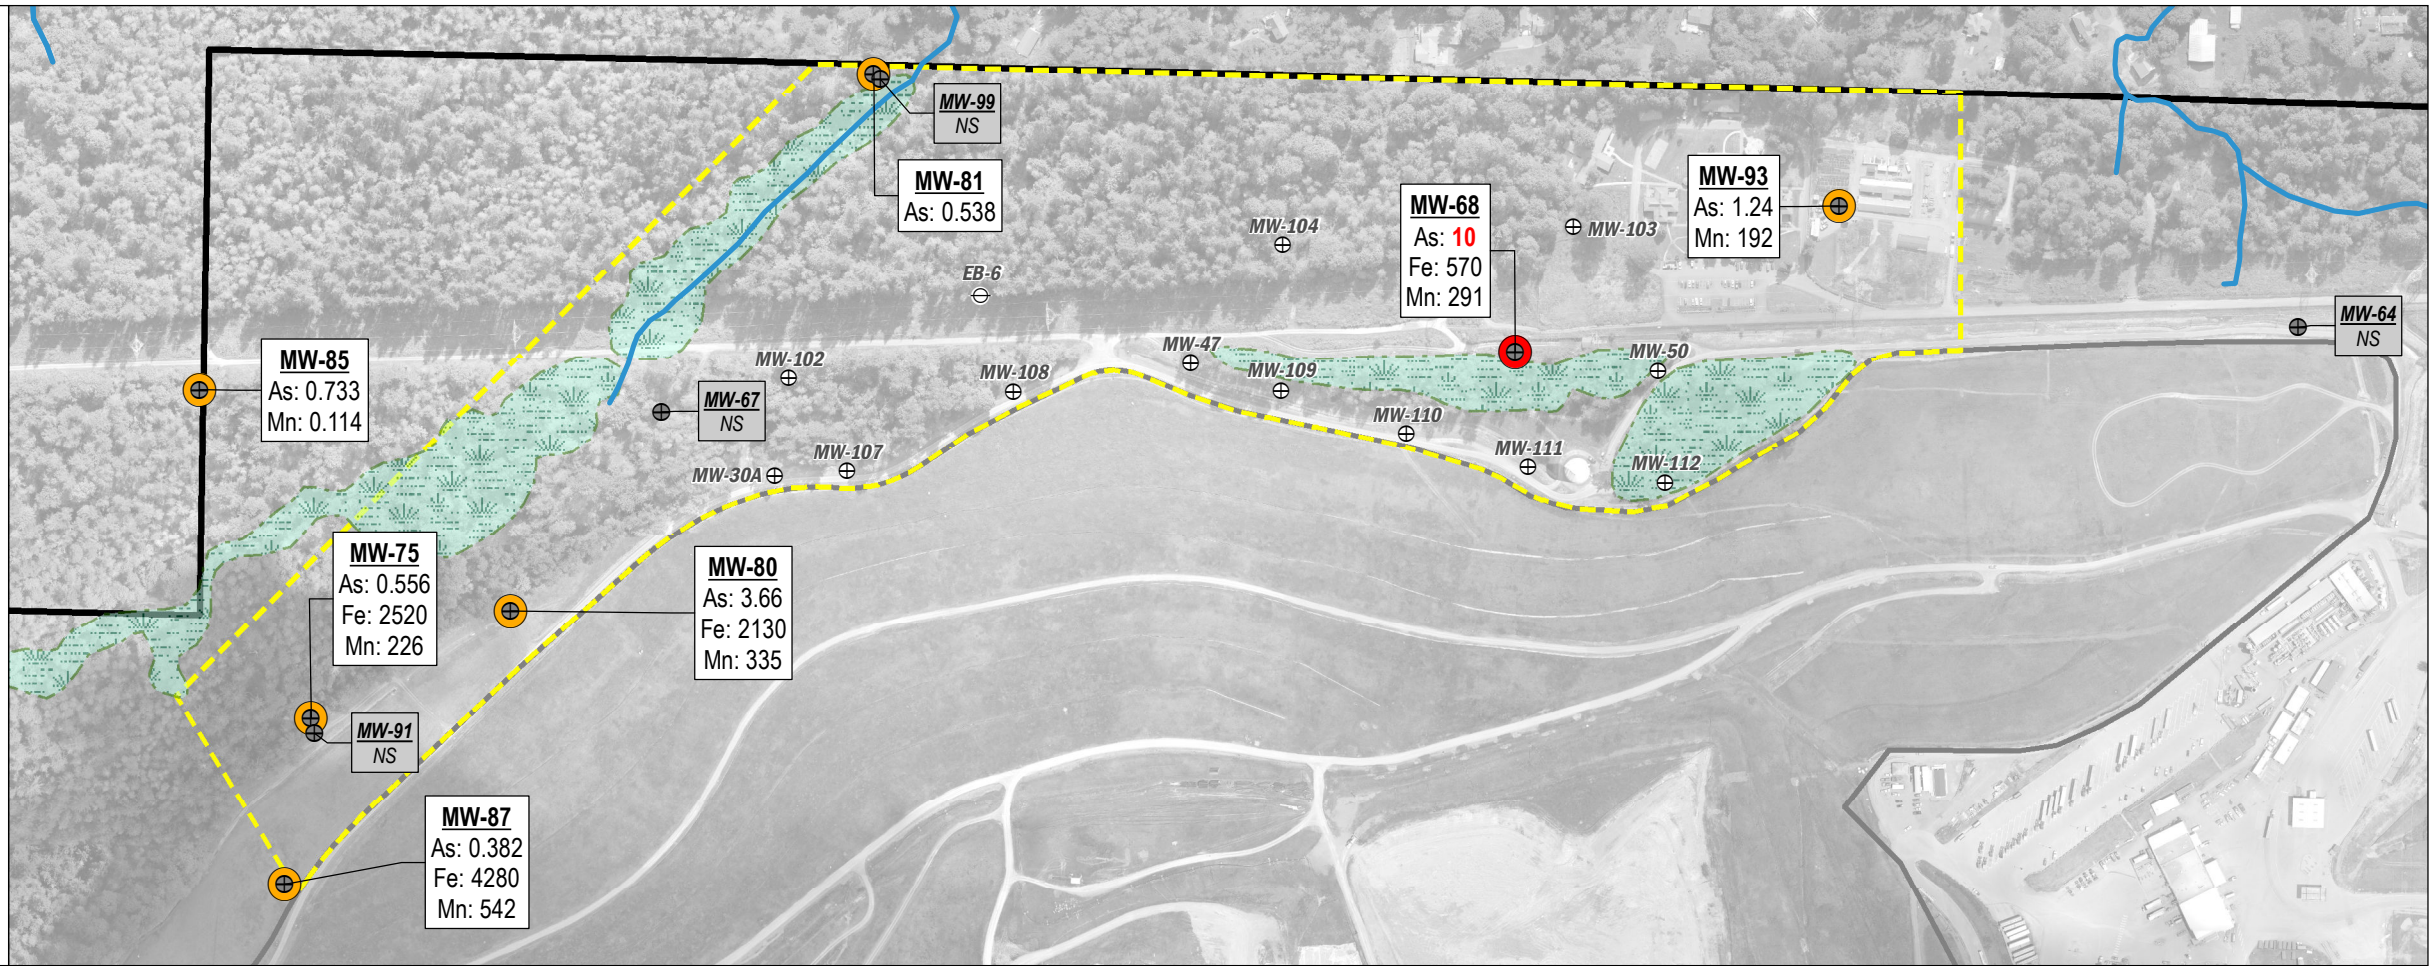 MW-99
NS
MW-81
As: 0.538
MW-93
As: 1.24
Mn: 192
MW-68
As: 10
Fe: 570
Mn: 291
MW-104
MW-103
EB-6
MW-64
NS
MW-85
As: 0.733
Mn: 0.114
MW-102
MW-67
NS
MW-108
MW-47
MW-109
MW-50
MW-110
MW-111
MW-112
MW-107
MW-30A
MW-75
As: 0.556
Fe: 2520
Mn: 226
MW-80
As: 3.66
Fe: 2130
Mn: 335
MW-91
NS
MW-87
As: 0.382
Fe: 4280
Mn: 542